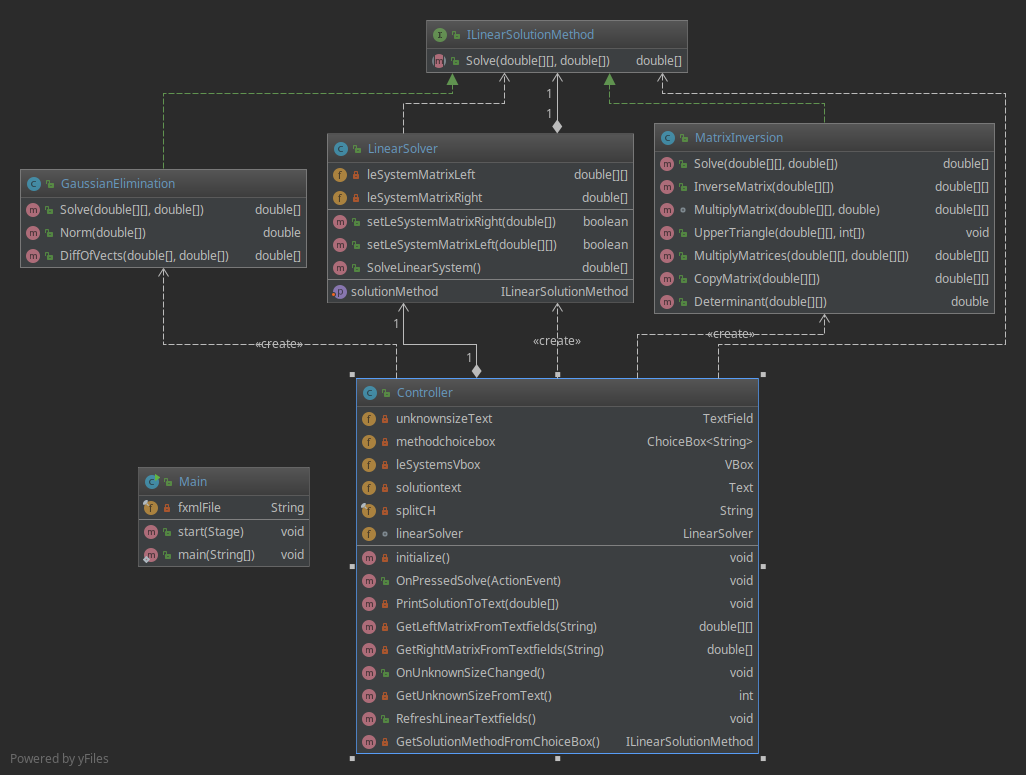 ILinearSolutionMethod
Solve(double[][], double[]) double[]
1
1
LinearSolver
leSystemMatrixLeft double[][]
leSystemMatrixRight double[]
setLeSystemMatrixRight(double[]) boolean
setLeSystemMatrixLeft(double[][]) boolean
SolveLinearSystem() double[]
solutionMethod ILinearSolutionMethod
MatrixInversion
Solve(double[][], double[]) double[]
InverseMatrix(double[][]) double[][]
MultiplyMatrix(double[][], double) double[][]
UpperTriangle(double[][], int[]) void
MultiplyMatrices(double[][], double[][]) double[][]
CopyMatrix(double[][]) double[][]
Determinant(double[][]) double
GaussianElimination
Solve(double[][], double[]) double[]
Norm(double[]) double
DiffOfVects(double[], double[]) double[]
1
1
«create»
«create»
«create»
Controller
unknownsizeText TextField
methodchoicebox ChoiceBox<String>
leSystemsVbox VBox
solutiontext Text
splitCH String
linearSolver LinearSolver
initialize() void
OnPressedSolve(ActionEvent) void
PrintSolutionToText(double[]) void
GetLeftMatrixFromTextfields(String) double[][]
GetRightMatrixFromTextfields(String) double[]
OnUnknownSizeChanged() void
GetUnknownSizeFromText() int
RefreshLinearTextfields() void
GetSolutionMethodFromChoiceBox() ILinearSolutionMethod
Main
fxmlFile String
start(Stage) void
main(String[]) void
Powered by yFiles